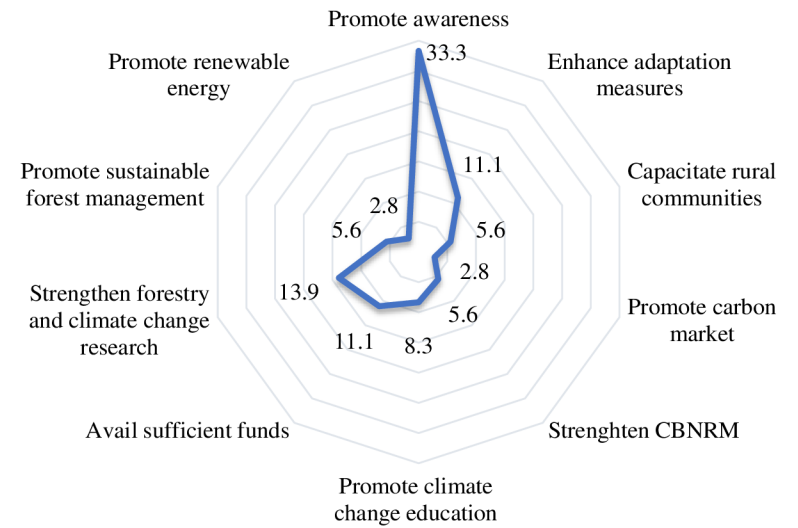 Promote awareness
33.3
Promote renewable
energy
Enhance adaptation
measures
11.1
Promote sustainable
forest management
Capacitate rural
communities
2.8
5.6
5.6
2.8
13.9
Strengthen forestry
and climate change
research
Promote carbon
market
5.6
11.1
8.3
Avail sufficient funds
Strenghten CBNRM
Promote climate
change education